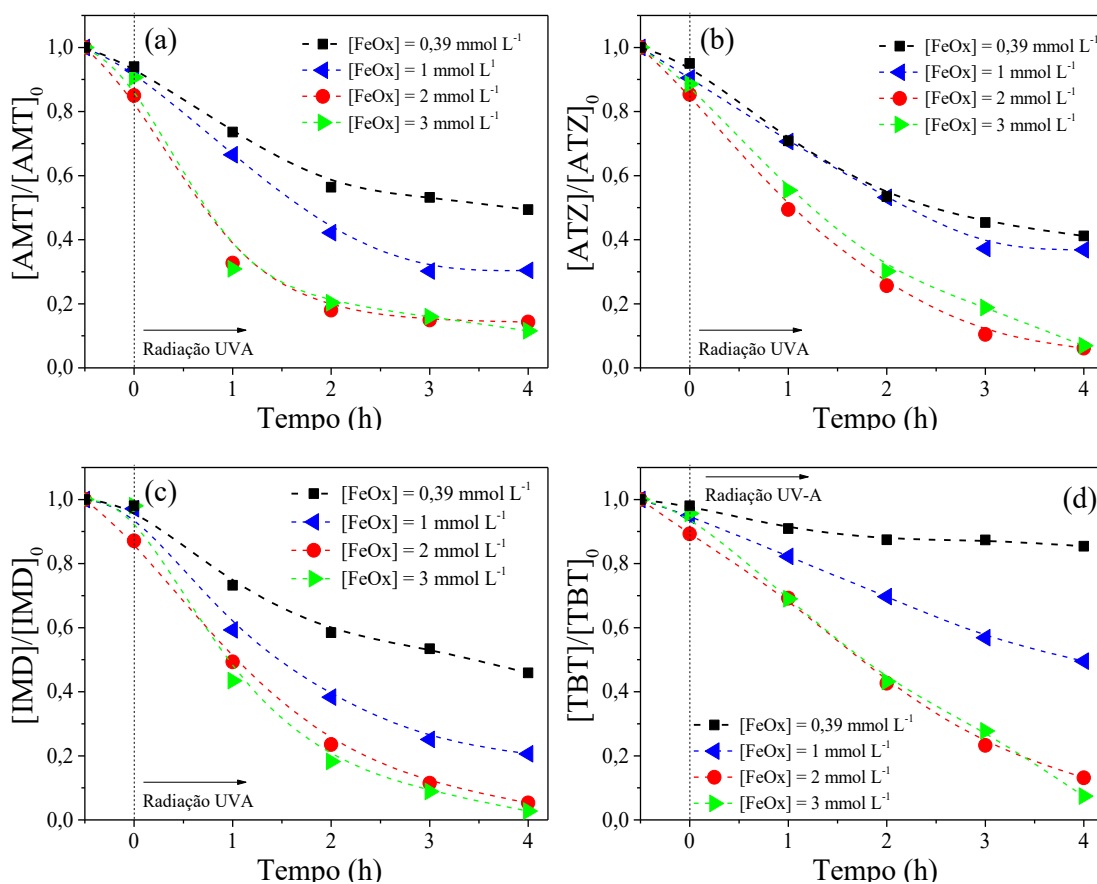 (a)
[FeOx] = 0,39 mmol L⁻¹
[FeOx] = 1 mmol L¹
[FeOx] = 2 mmol L⁻¹
[FeOx] = 3 mmol L⁻¹
[AMT]/[AMT]₀
1,0
0,8
0,6
0,4
0,2
0,0
Radiação UVA
0 1 2 3 4
Tempo (h)
(b)
[FeOx] = 0,39 mmol L⁻¹
[FeOx] = 1 mmol L⁻¹
[FeOx] = 2 mmol L⁻¹
[FeOx] = 3 mmol L⁻¹
[ATZ]/[ATZ]₀
1,0
0,8
0,6
0,4
0,2
0,0
Radiação UVA
0 1 2 3 4
Tempo (h)
(c)
[FeOx] = 0,39 mmol L⁻¹
[FeOx] = 1 mmol L⁻¹
[FeOx] = 2 mmol L⁻¹
[FeOx] = 3 mmol L⁻¹
[IMD]/[IMD]₀
1,0
0,8
0,6
0,4
0,2
0,0
Radiação UVA
0 1 2 3 4
Tempo (h)
Radiação UV-A
(d)
[TBT]/[TBT]₀
1,0
0,8
0,6
0,4
0,2
0,0
[FeOx] = 0,39 mmol L⁻¹
[FeOx] = 1 mmol L⁻¹
[FeOx] = 2 mmol L⁻¹
[FeOx] = 3 mmol L⁻¹
0 1 2 3 4
Tempo (h)